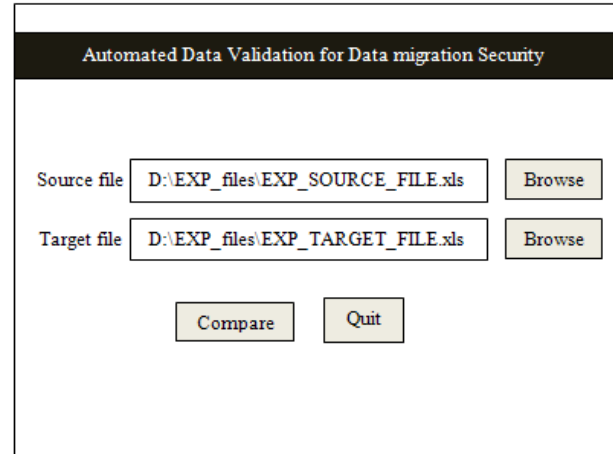 Automated Data Validation for Data migration Security
Source file D:\EXP_files\EXP_SOURCE_FILE.xls Browse
Target file D:\EXP_files\EXP_TARGET_FILE.xls Browse
Compare Quit